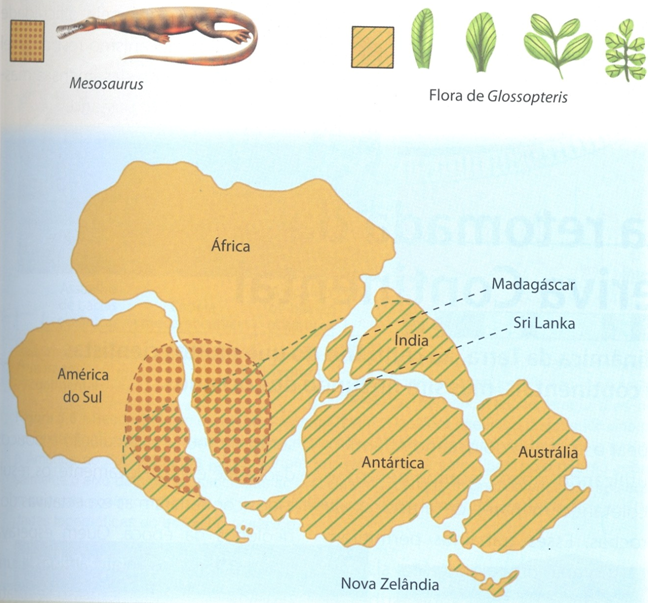 Mesosaurus
Flora de Glossopteris
África
Madagáscar
Sri Lanka
Índia
América
do Sul
Antártica
Austrália
Nova Zelândia